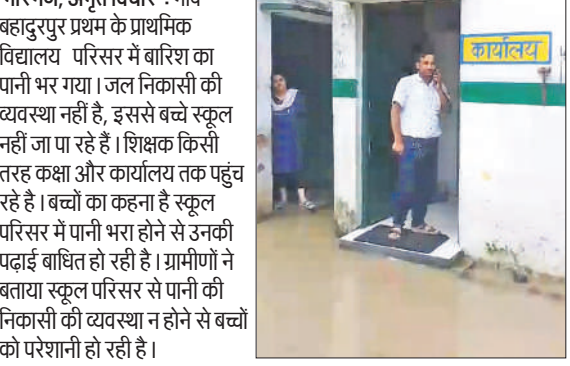 मीरगंज, अमृत विचार : गांव
बहादुरपुर प्रथम के प्राथमिक
विद्यालय परिसर में बारिश का
पानी भर गया। जल निकासी की
व्यवस्था नहीं है, इससे बच्चे स्कूल
नहीं जा पा रहे हैं। शिक्षक किसी
तरह कक्षा और कार्यालय तक पहुंच
रहे है। बच्चों का कहना है स्कूल
परिसर में पानी भरा होने से उनकी
पढ़ाई बाधित हो रही है। ग्रामीणों ने
बताया स्कूल परिसर से पानी की
निकासी की व्यवस्था न होने से बच्चों
को परेशानी हो रही है।
कार्यालय